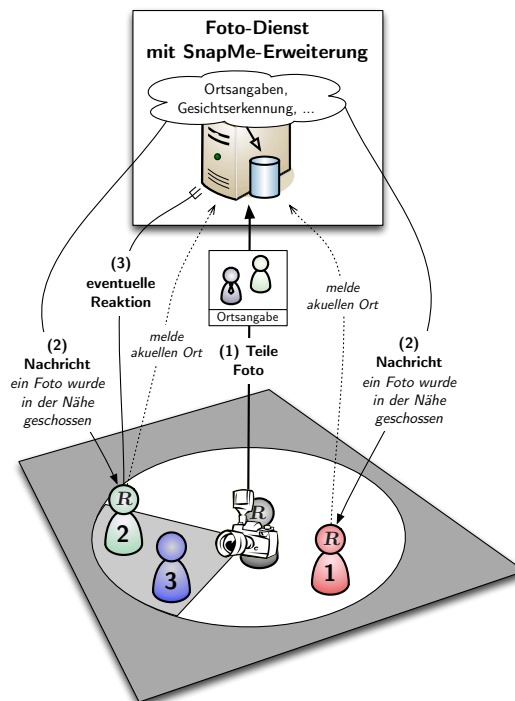 Foto-Dienst
mit SnapMe-Erweiterung
Ortsangaben,
Gesichtserkennung, ...
(3)
eventuelle
Reaktion
melde
akuellen Ort
Ortsangabe
melde
akuellen Ort
(1) Teile
Foto
(2)
Nachricht
ein Foto wurde
in der Nähe
geschossen
(2)
Nachricht
ein Foto wurde
in der Nähe
geschossen
R
2
3
R
R
1